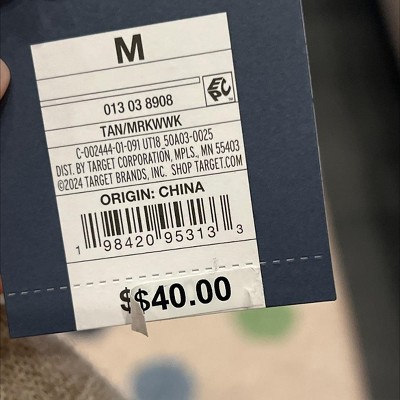 M
EPC
013 03 8908
TAN/MRKWWK
C-002444-01-091 UT18 50A03-0025
DIST. BY TARGET CORPORATION, MPLS., MN 55403
©2024 TARGET BRANDS, INC. SHOP TARGET.COM
ORIGIN: CHINA
1 98420 95313 3
$$40.00